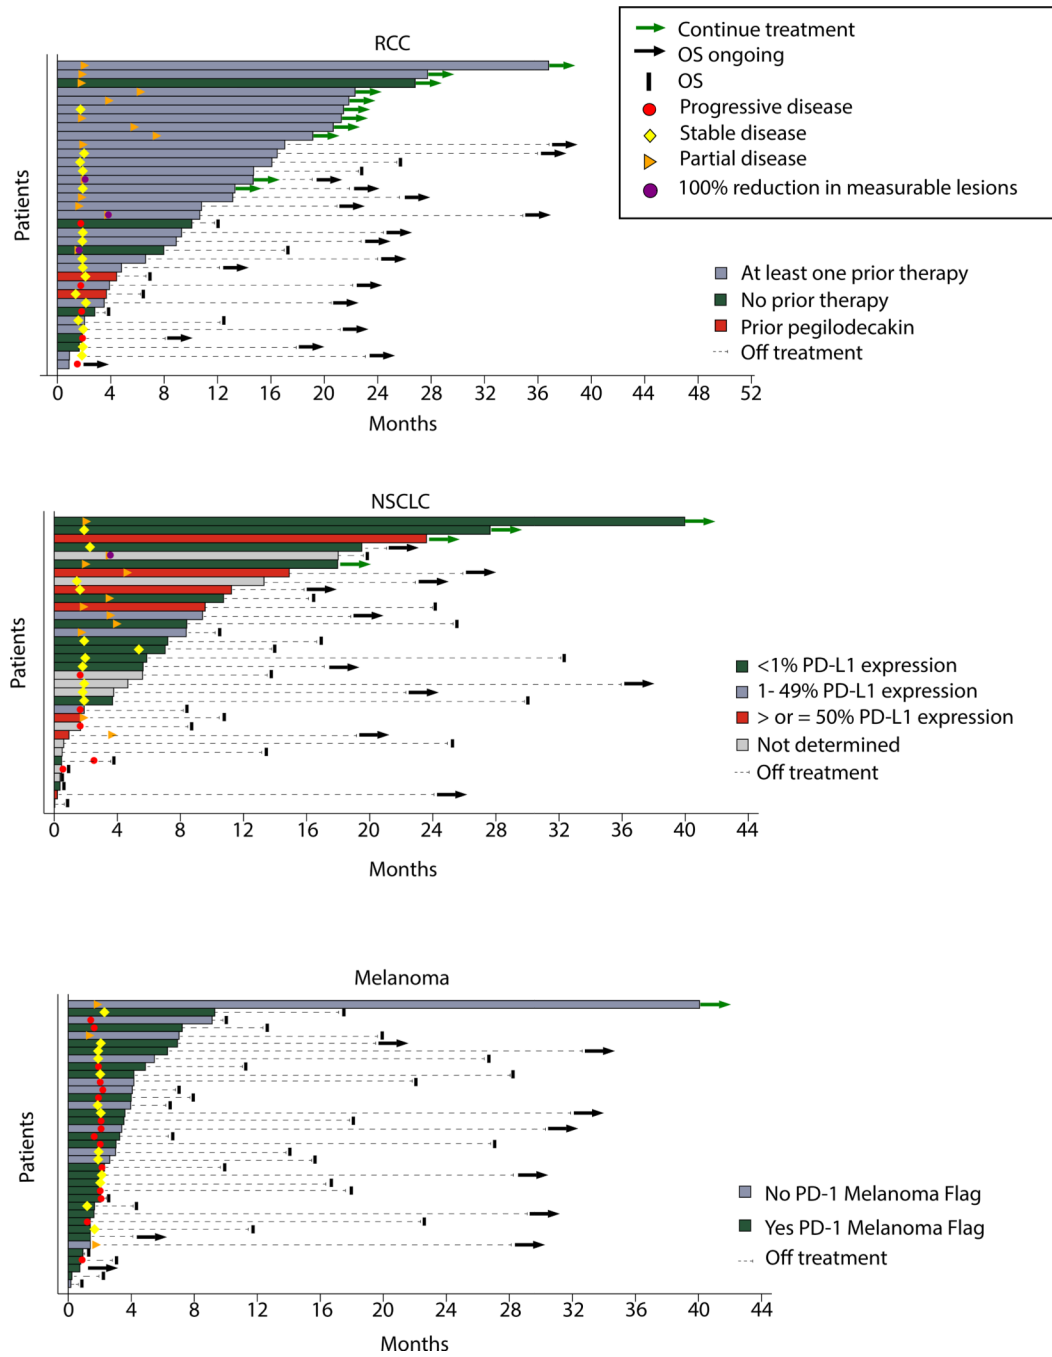 Continue treatment
OS ongoing
OS
Progressive disease
Stable disease
Partial disease
100% reduction in measurable lesions
RCC
Patients
At least one prior therapy
No prior therapy
Prior pegilodecakin
Off treatment
0 4 8 12 16 20 24 28 32 36 40 44 48 52
Months
NSCLC
Patients
<1% PD-L1 expression
1- 49% PD-L1 expression
> or = 50% PD-L1 expression
Not determined
Off treatment
0 4 8 12 16 20 24 28 32 36 40 44
Months
Melanoma
Patients
No PD-1 Melanoma Flag
Yes PD-1 Melanoma Flag
Off treatment
0 4 8 12 16 20 24 28 32 36 40 44
Months